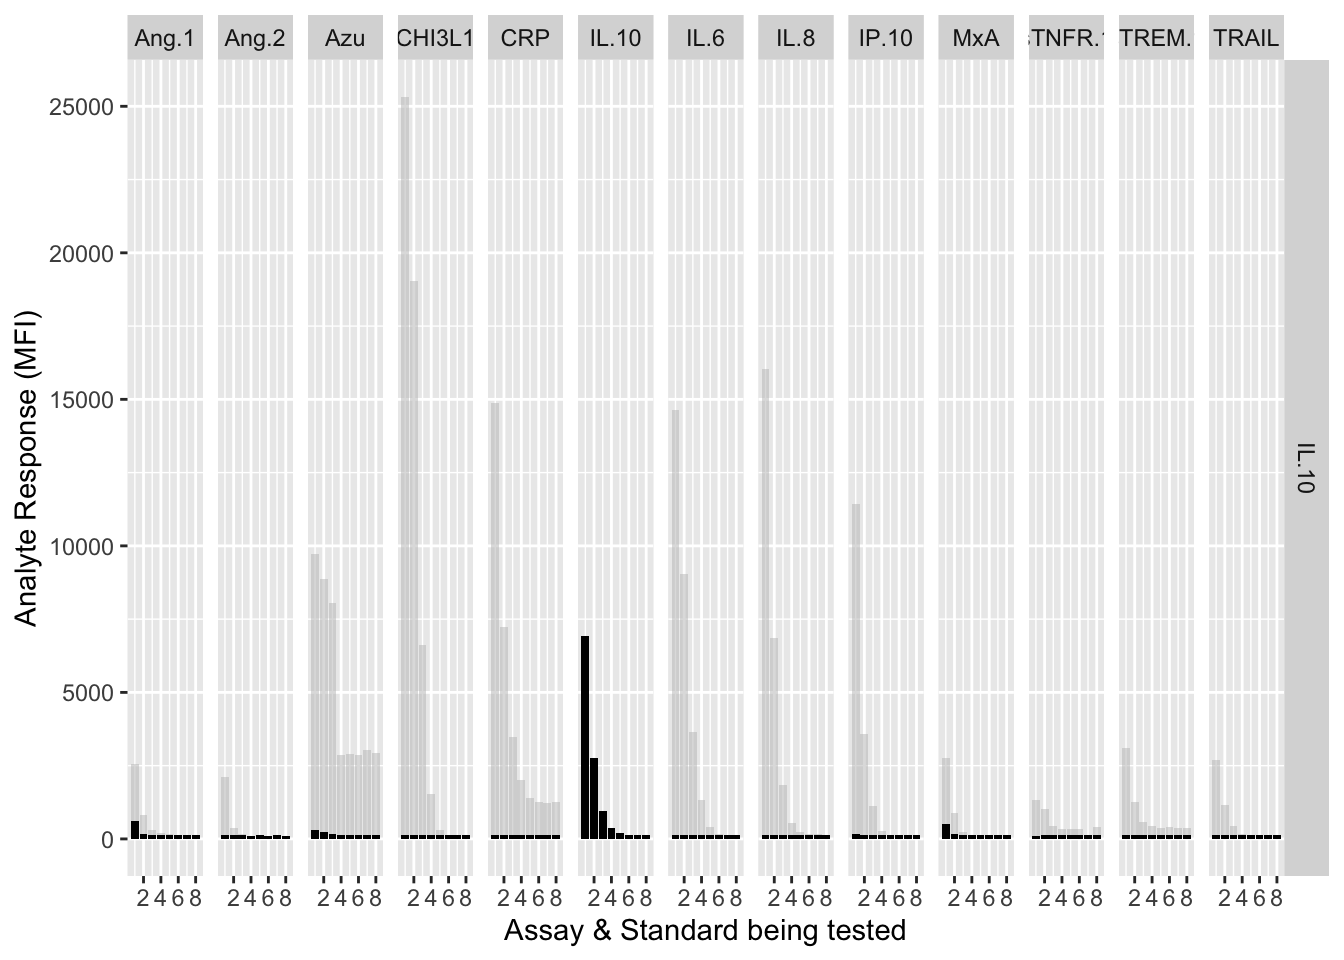 Ang.1 Ang.2 Azu CHI3L1 CRP IL.10 IL.6 IL.8 IP.10 MxA sTNFR.1 TREM. TRAIL
25000
20000
15000
10000
5000
0
Analyte Response (MFI)
IL.10
2 4 6 8 2 4 6 8 2 4 6 8 2 4 6 8 2 4 6 8 2 4 6 8 2 4 6 8 2 4 6 8 2 4 6 8 2 4 6 8 2 4 6 8 2 4 6 8 2 4 6 8
Assay & Standard being tested